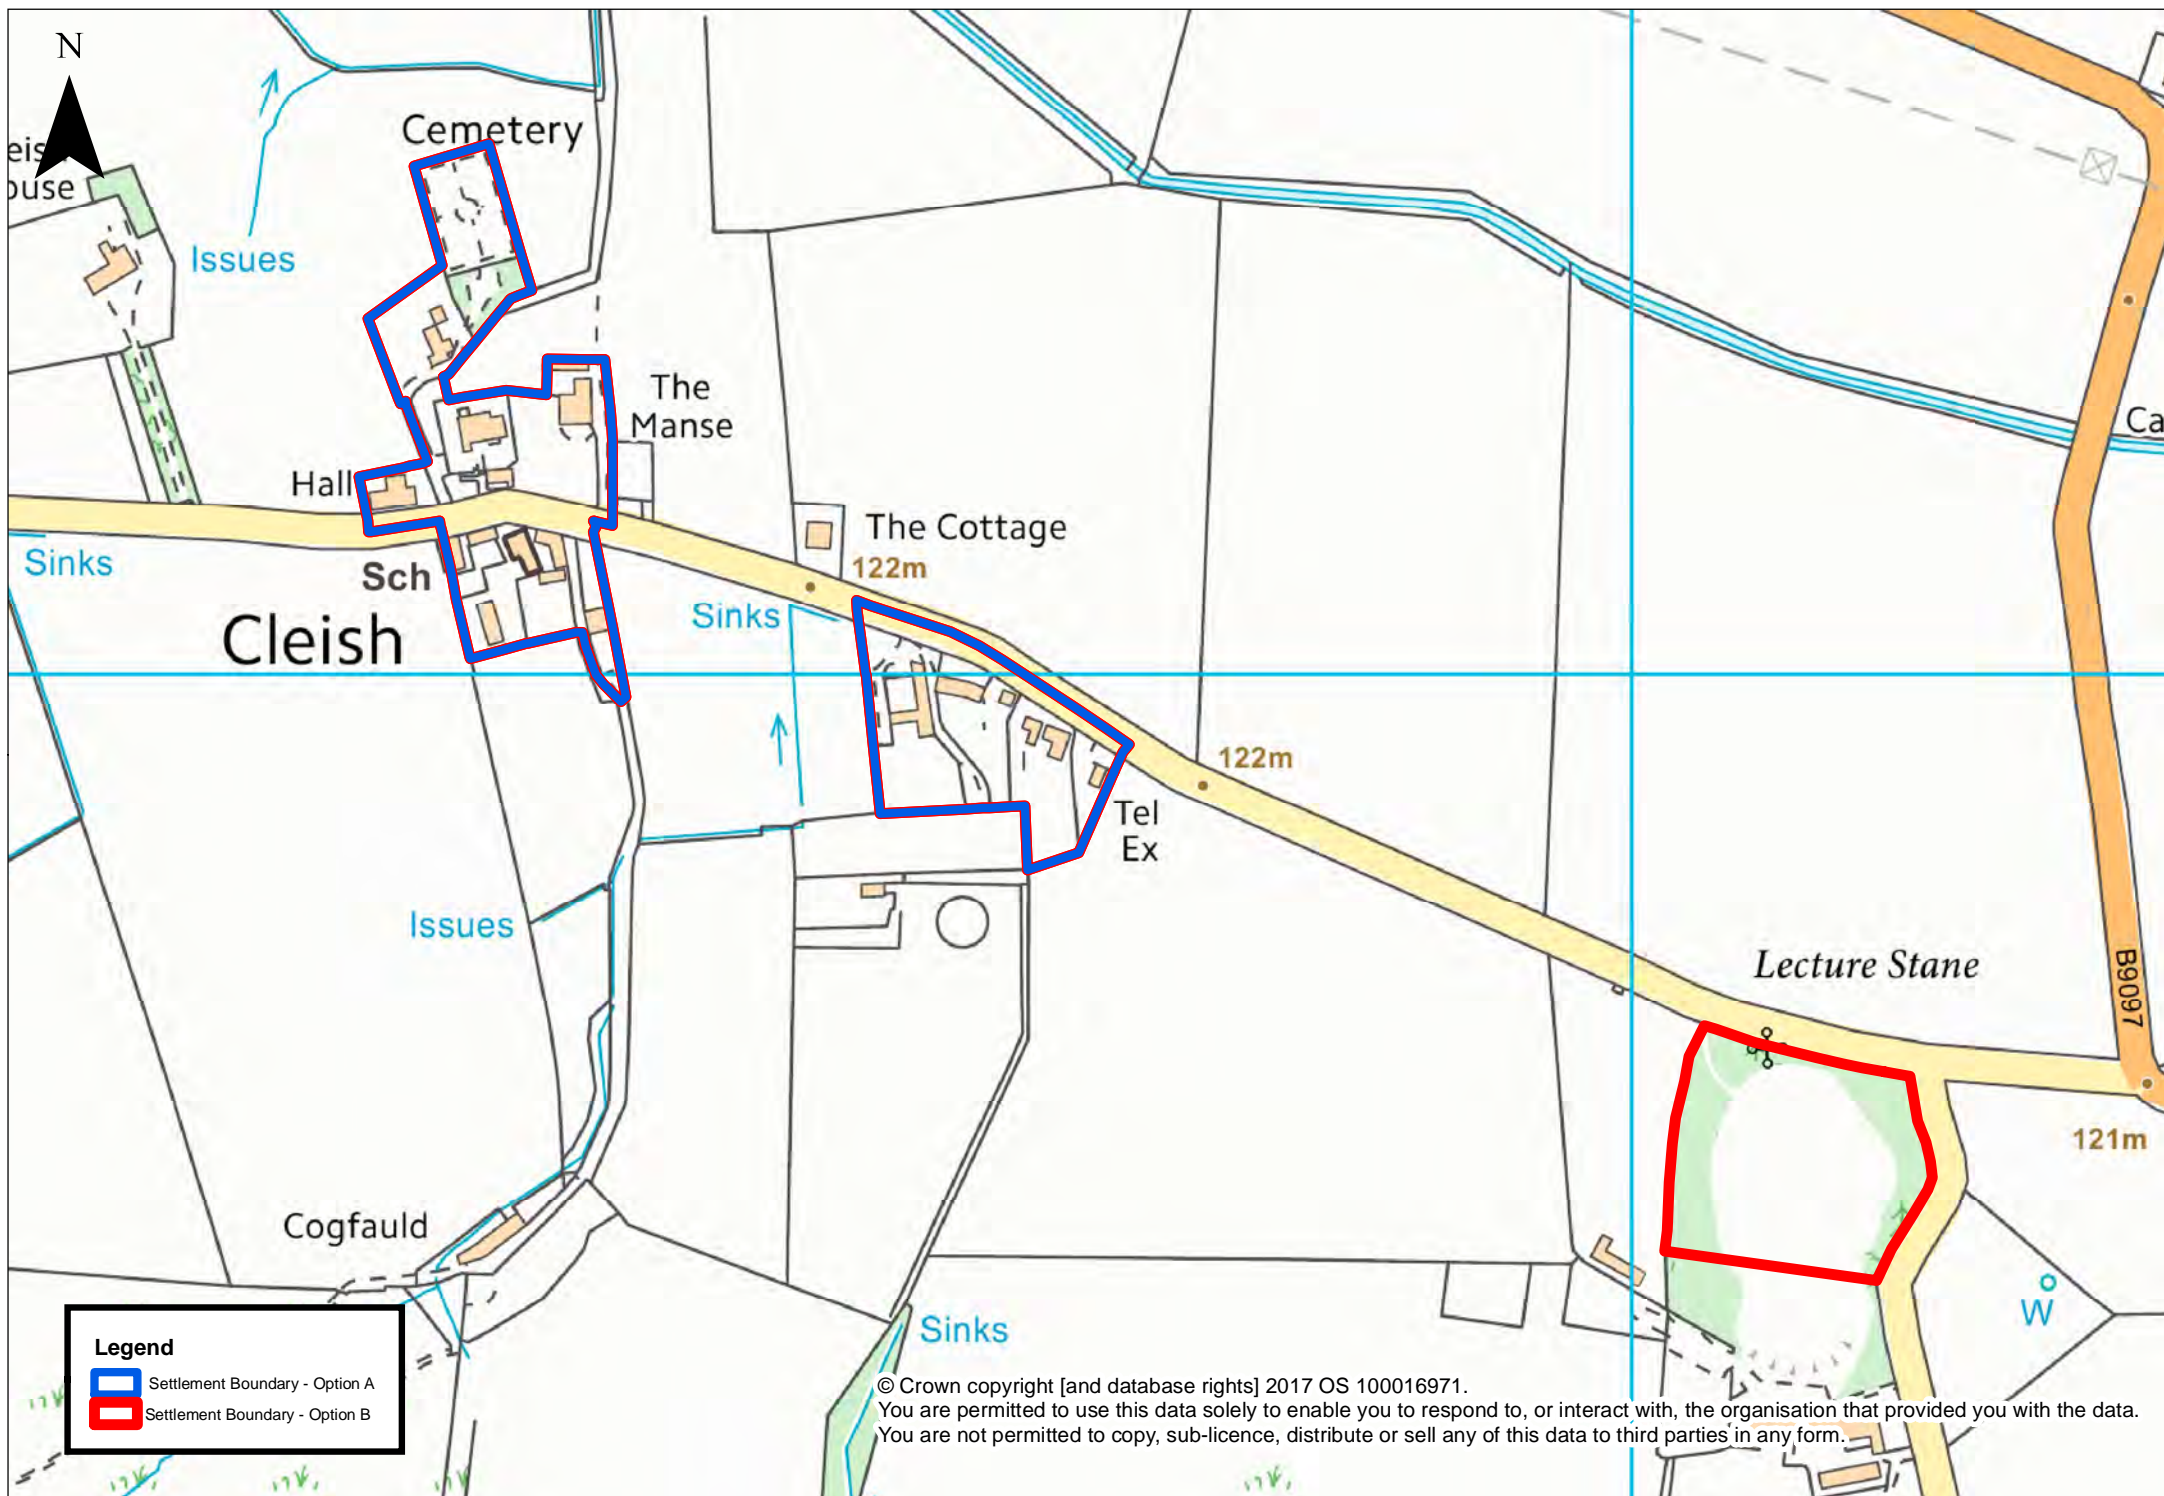 N
Cemetery
Issues
The
Manse
Hall
The Cottage
122m
Sinks
Sch
Sinks
Cleish
122m
Tel
Ex
Issues
Lecture Stane
B9097
121m
Cogfauld
W
Sinks
Legend
Settlement Boundary - Option A
Settlement Boundary - Option B
© Crown copyright [and database rights] 2017 OS 100016971.
You are permitted to use this data solely to enable you to respond to, or interact with, the organisation that provided you with the data.
You are not permitted to copy, sub-licence, distribute or sell any of this data to third parties in any form.